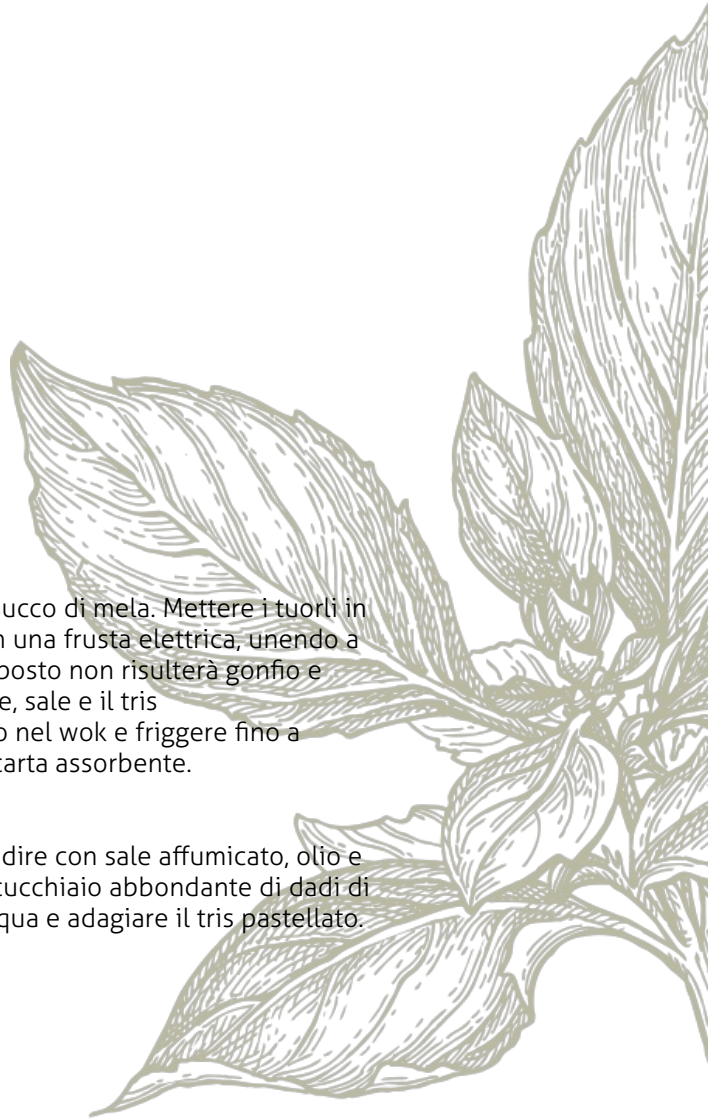 ucco di mela. Mettere i tuorli in
n una frusta elettrica, unendo a
posto non risulterà gonfio e
e, sale e il tris
o nel wok e friggere fino a
carta assorbente.
dire con sale affumicato, olio e
cucchiaio abbondante di dadi di
qua e adagiare il tris pastellato.